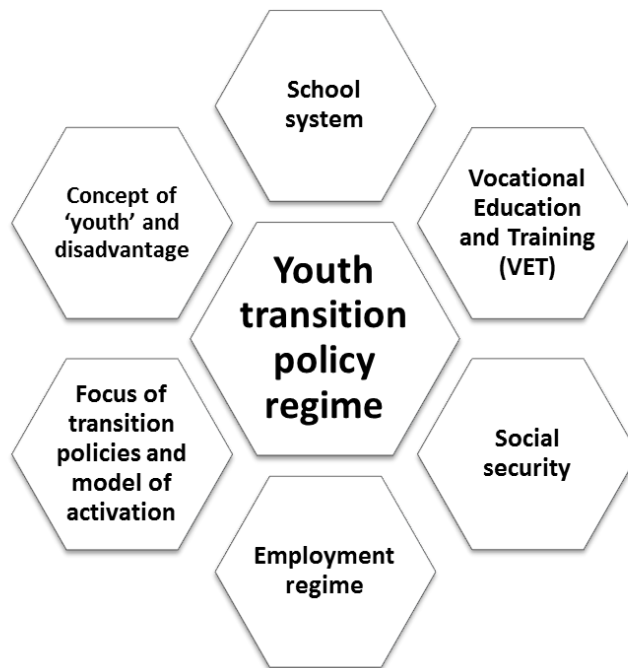 School
system
Concept of
‘youth’ and
disadvantage
Vocational
Education
and Training
(VET)
Youth
transition
policy
regime
Focus of
transition
policies and
model of
activation
Social
security
Employment
regime